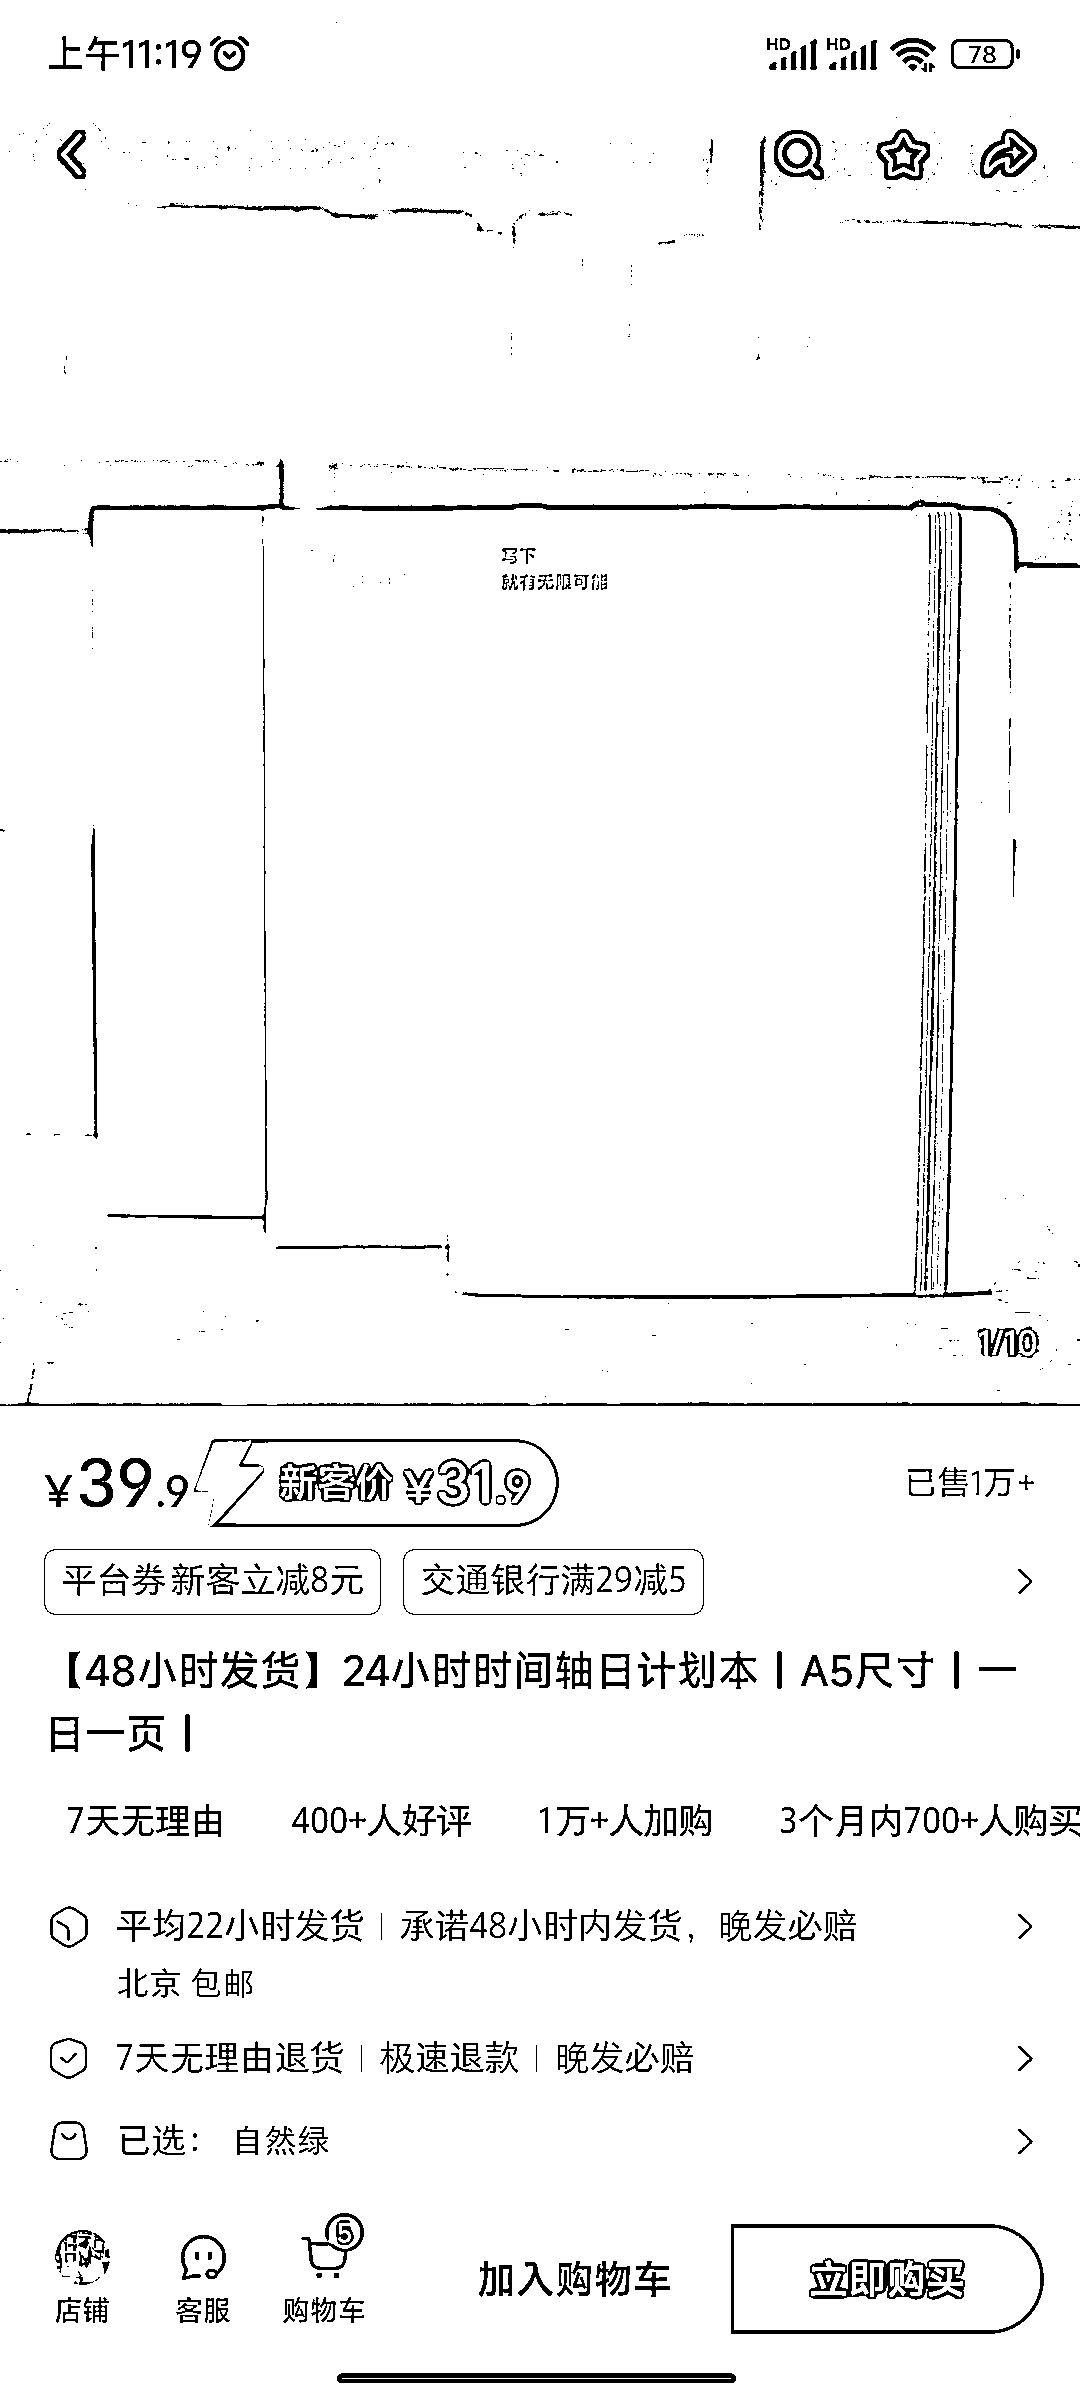 上午11:19
HD HD 78
写下
就有无限可能
1/10
¥39.9 新客价 ¥31.9 已售1万+
平台券 新客立减8元 交通银行满29减5
【48小时发货】24小时时间轴日计划本丨A5尺寸丨一
日一页丨
7天无理由 400+人好评 1万+人加购 3个月内700+人购买
平均22小时发货 | 承诺48小时内发货，晚发必赔
北京 包邮
7天无理由退货 | 极速退款 | 晚发必赔
已选： 自然绿
5
店铺 客服 购物车 加入购物车 立即购买